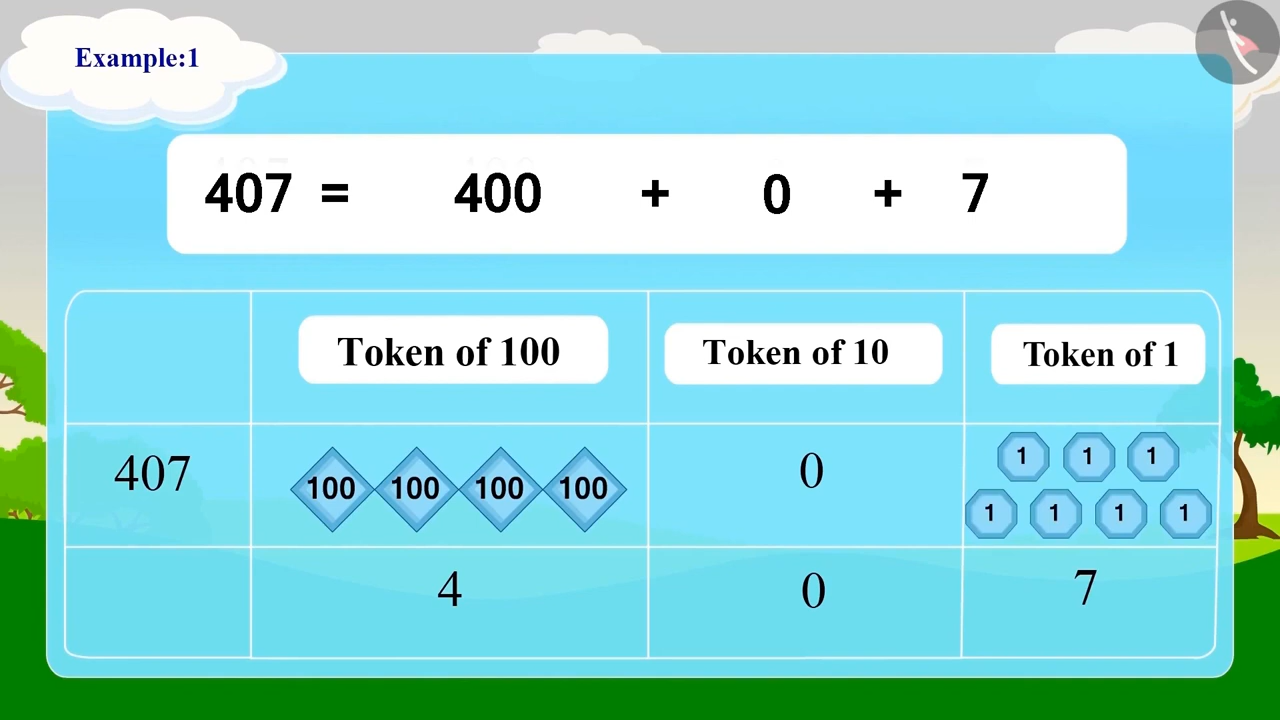 Example:1
407 = 400 + 0 + 7
Token of 100 Token of 10 Token of 1
407 100 100 100 100 0 1 1 1
1 1 1 1
4 0 7